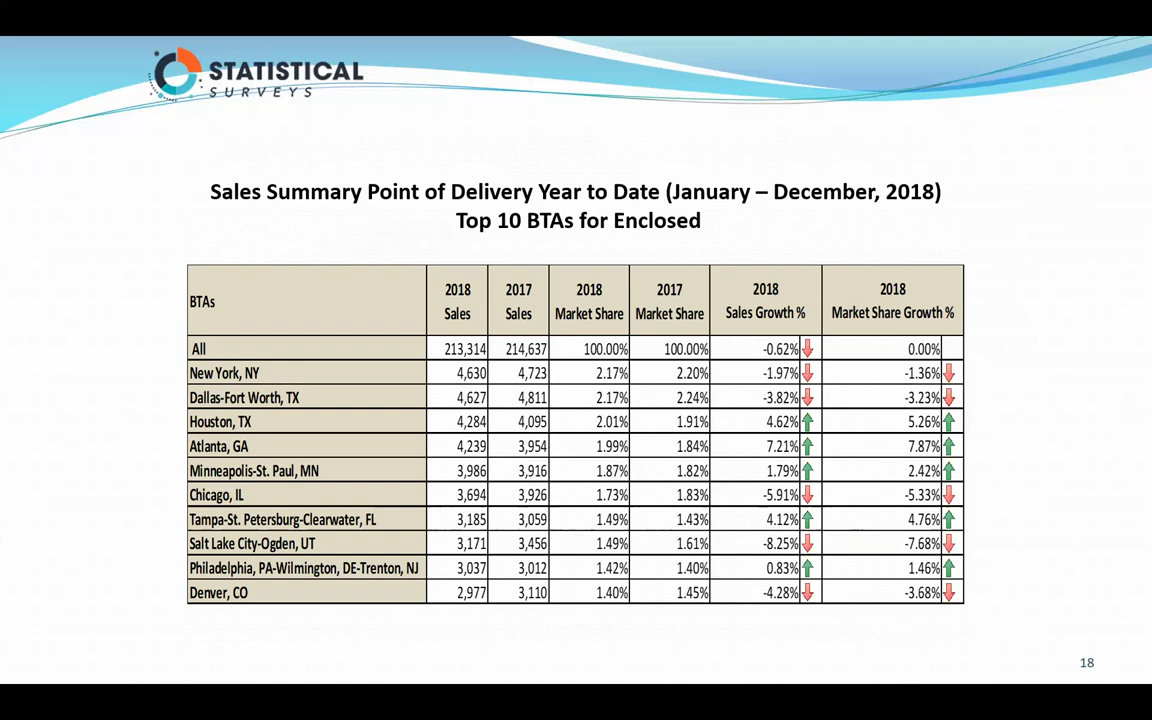 STATISTICAL
SURVEYS
Sales Summary Point of Delivery Year to Date (January – December, 2018)
Top 10 BTAs for Enclosed
BTAs 2018 Sales 2017 Sales 2018 Market Share 2017 Market Share 2018 Sales Growth % 2018 Market Share Growth %
All 213,314 214,637 100.00% 100.00% -0.62% 0.00%
New York, NY 4,630 4,723 2.17% 2.20% -1.97% -1.36%
Dallas-Fort Worth, TX 4,627 4,811 2.17% 2.24% -3.82% -3.23%
Houston, TX 4,284 4,095 2.01% 1.91% 4.62% 5.26%
Atlanta, GA 4,239 3,954 1.99% 1.84% 7.21% 7.87%
Minneapolis-St. Paul, MN 3,986 3,916 1.87% 1.82% 1.79% 2.42%
Chicago, IL 3,694 3,926 1.73% 1.83% -5.91% -5.33%
Tampa-St. Petersburg-Clearwater, FL 3,185 3,059 1.49% 1.43% 4.12% 4.76%
Salt Lake City-Ogden, UT 3,171 3,456 1.49% 1.61% -8.25% -7.68%
Philadelphia, PA-Wilmington, DE-Trenton, NJ 3,037 3,012 1.42% 1.40% 0.83% 1.46%
Denver, CO 2,977 3,110 1.40% 1.45% -4.28% -3.68%
18